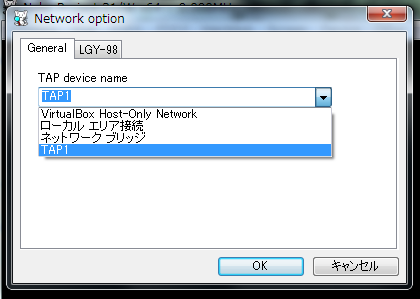 Network option
General
LGY-98
TAP device name
TAP1
VirtualBox Host-Only Network
ローカル エリア接続
ネットワーク ブリッジ
TAP1
OK
キャンセル